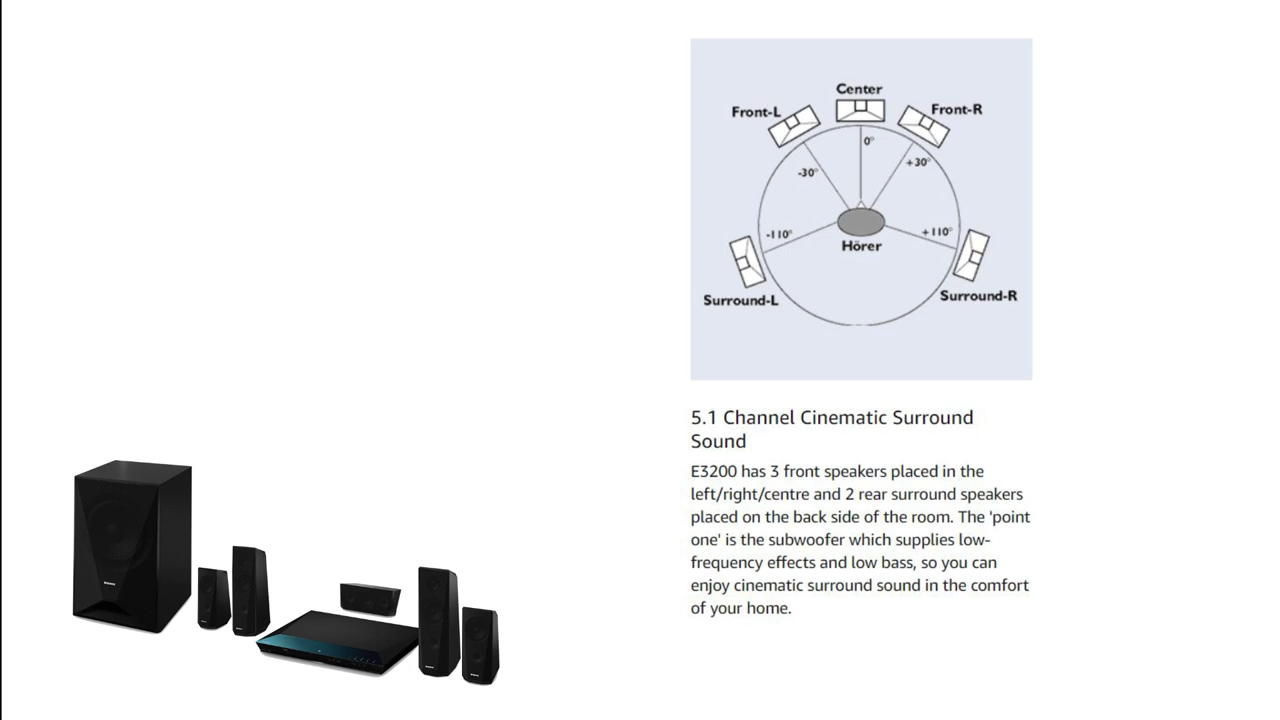 Center
Front-L
Front-R
0°
-30°
+30°
-110°
+110°
Hörer
Surround-L
Surround-R
5.1 Channel Cinematic Surround
Sound
E3200 has 3 front speakers placed in the
left/right/centre and 2 rear surround speakers
placed on the back side of the room. The 'point
one' is the subwoofer which supplies low-
frequency effects and low bass, so you can
enjoy cinematic surround sound in the comfort
of your home.